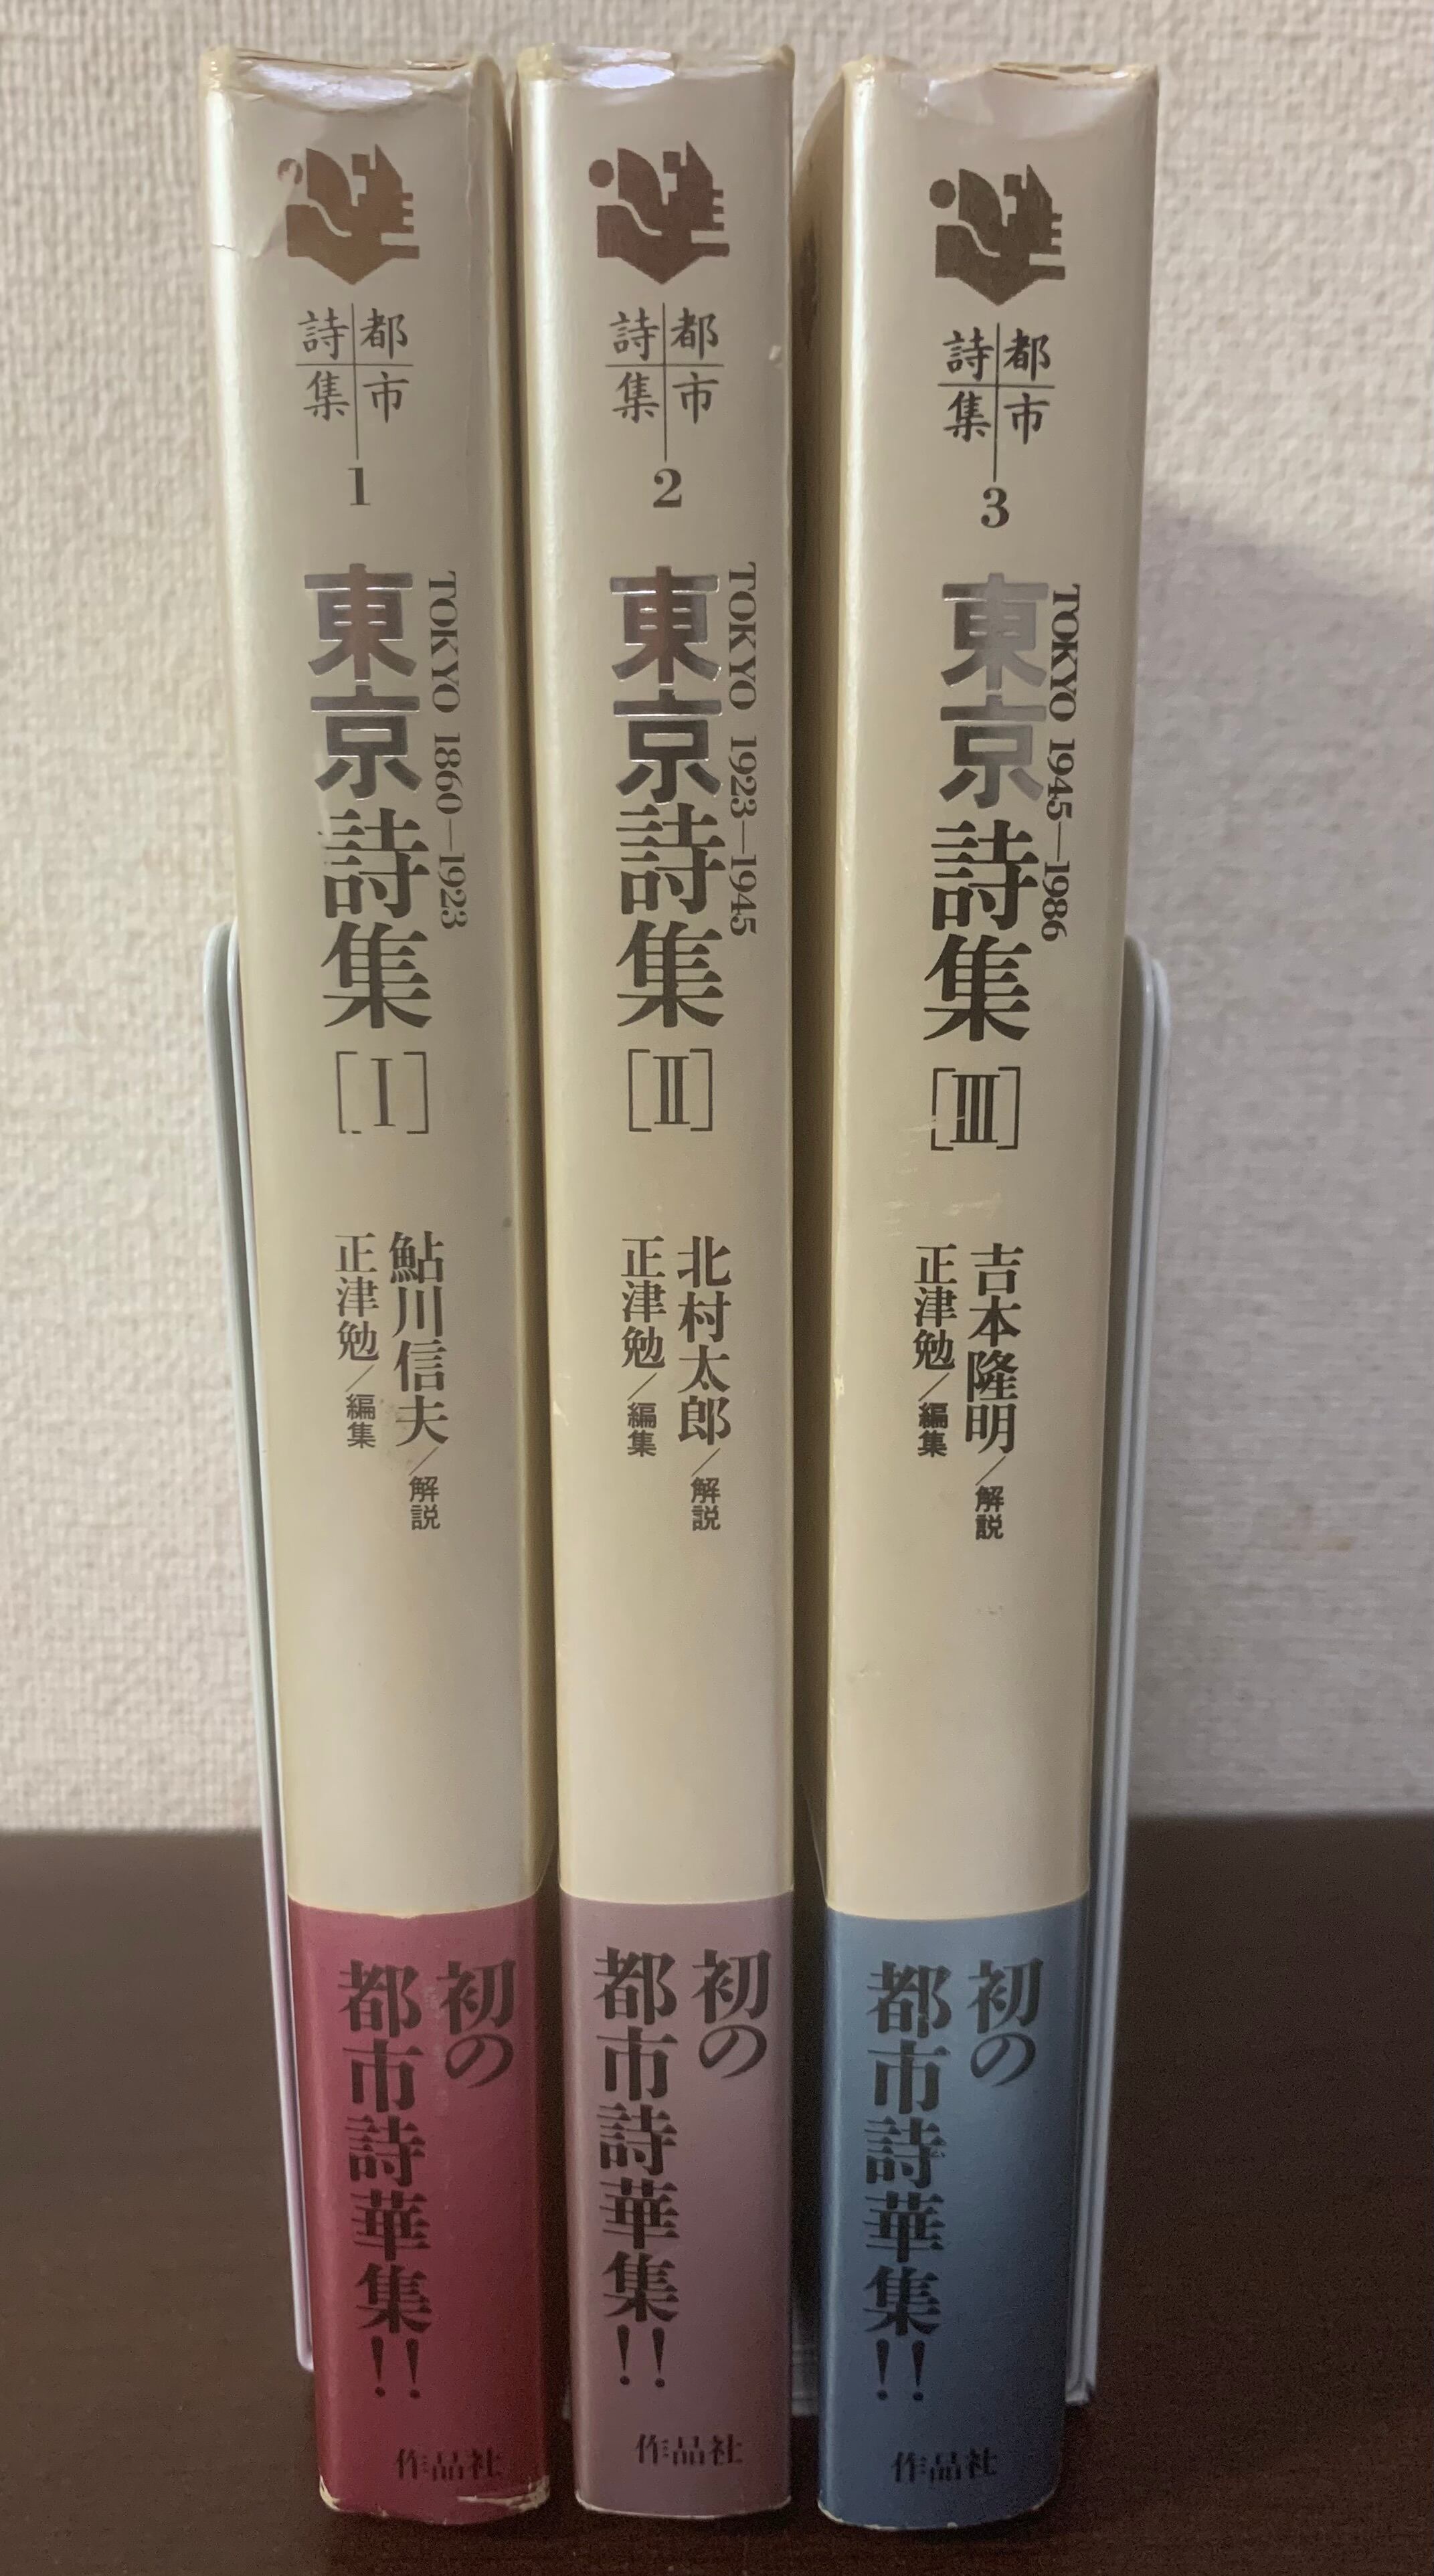 都市
詩集
1
TOKYO 1860—1923
東京詩集[Ⅰ]
鮎川信夫/解説
正津勉/編集
初の
都市詩華集!!
作品社
都市
詩集
2
TOKYO 1923—1945
東京詩集[Ⅱ]
北村太郎/解説
正津勉/編集
初の
都市詩華集!!
作品社
都市
詩集
3
TOKYO 1945—1986
東京詩集[Ⅲ]
吉本隆明/解説
正津勉/編集
初の
都市詩華集!!
作品社